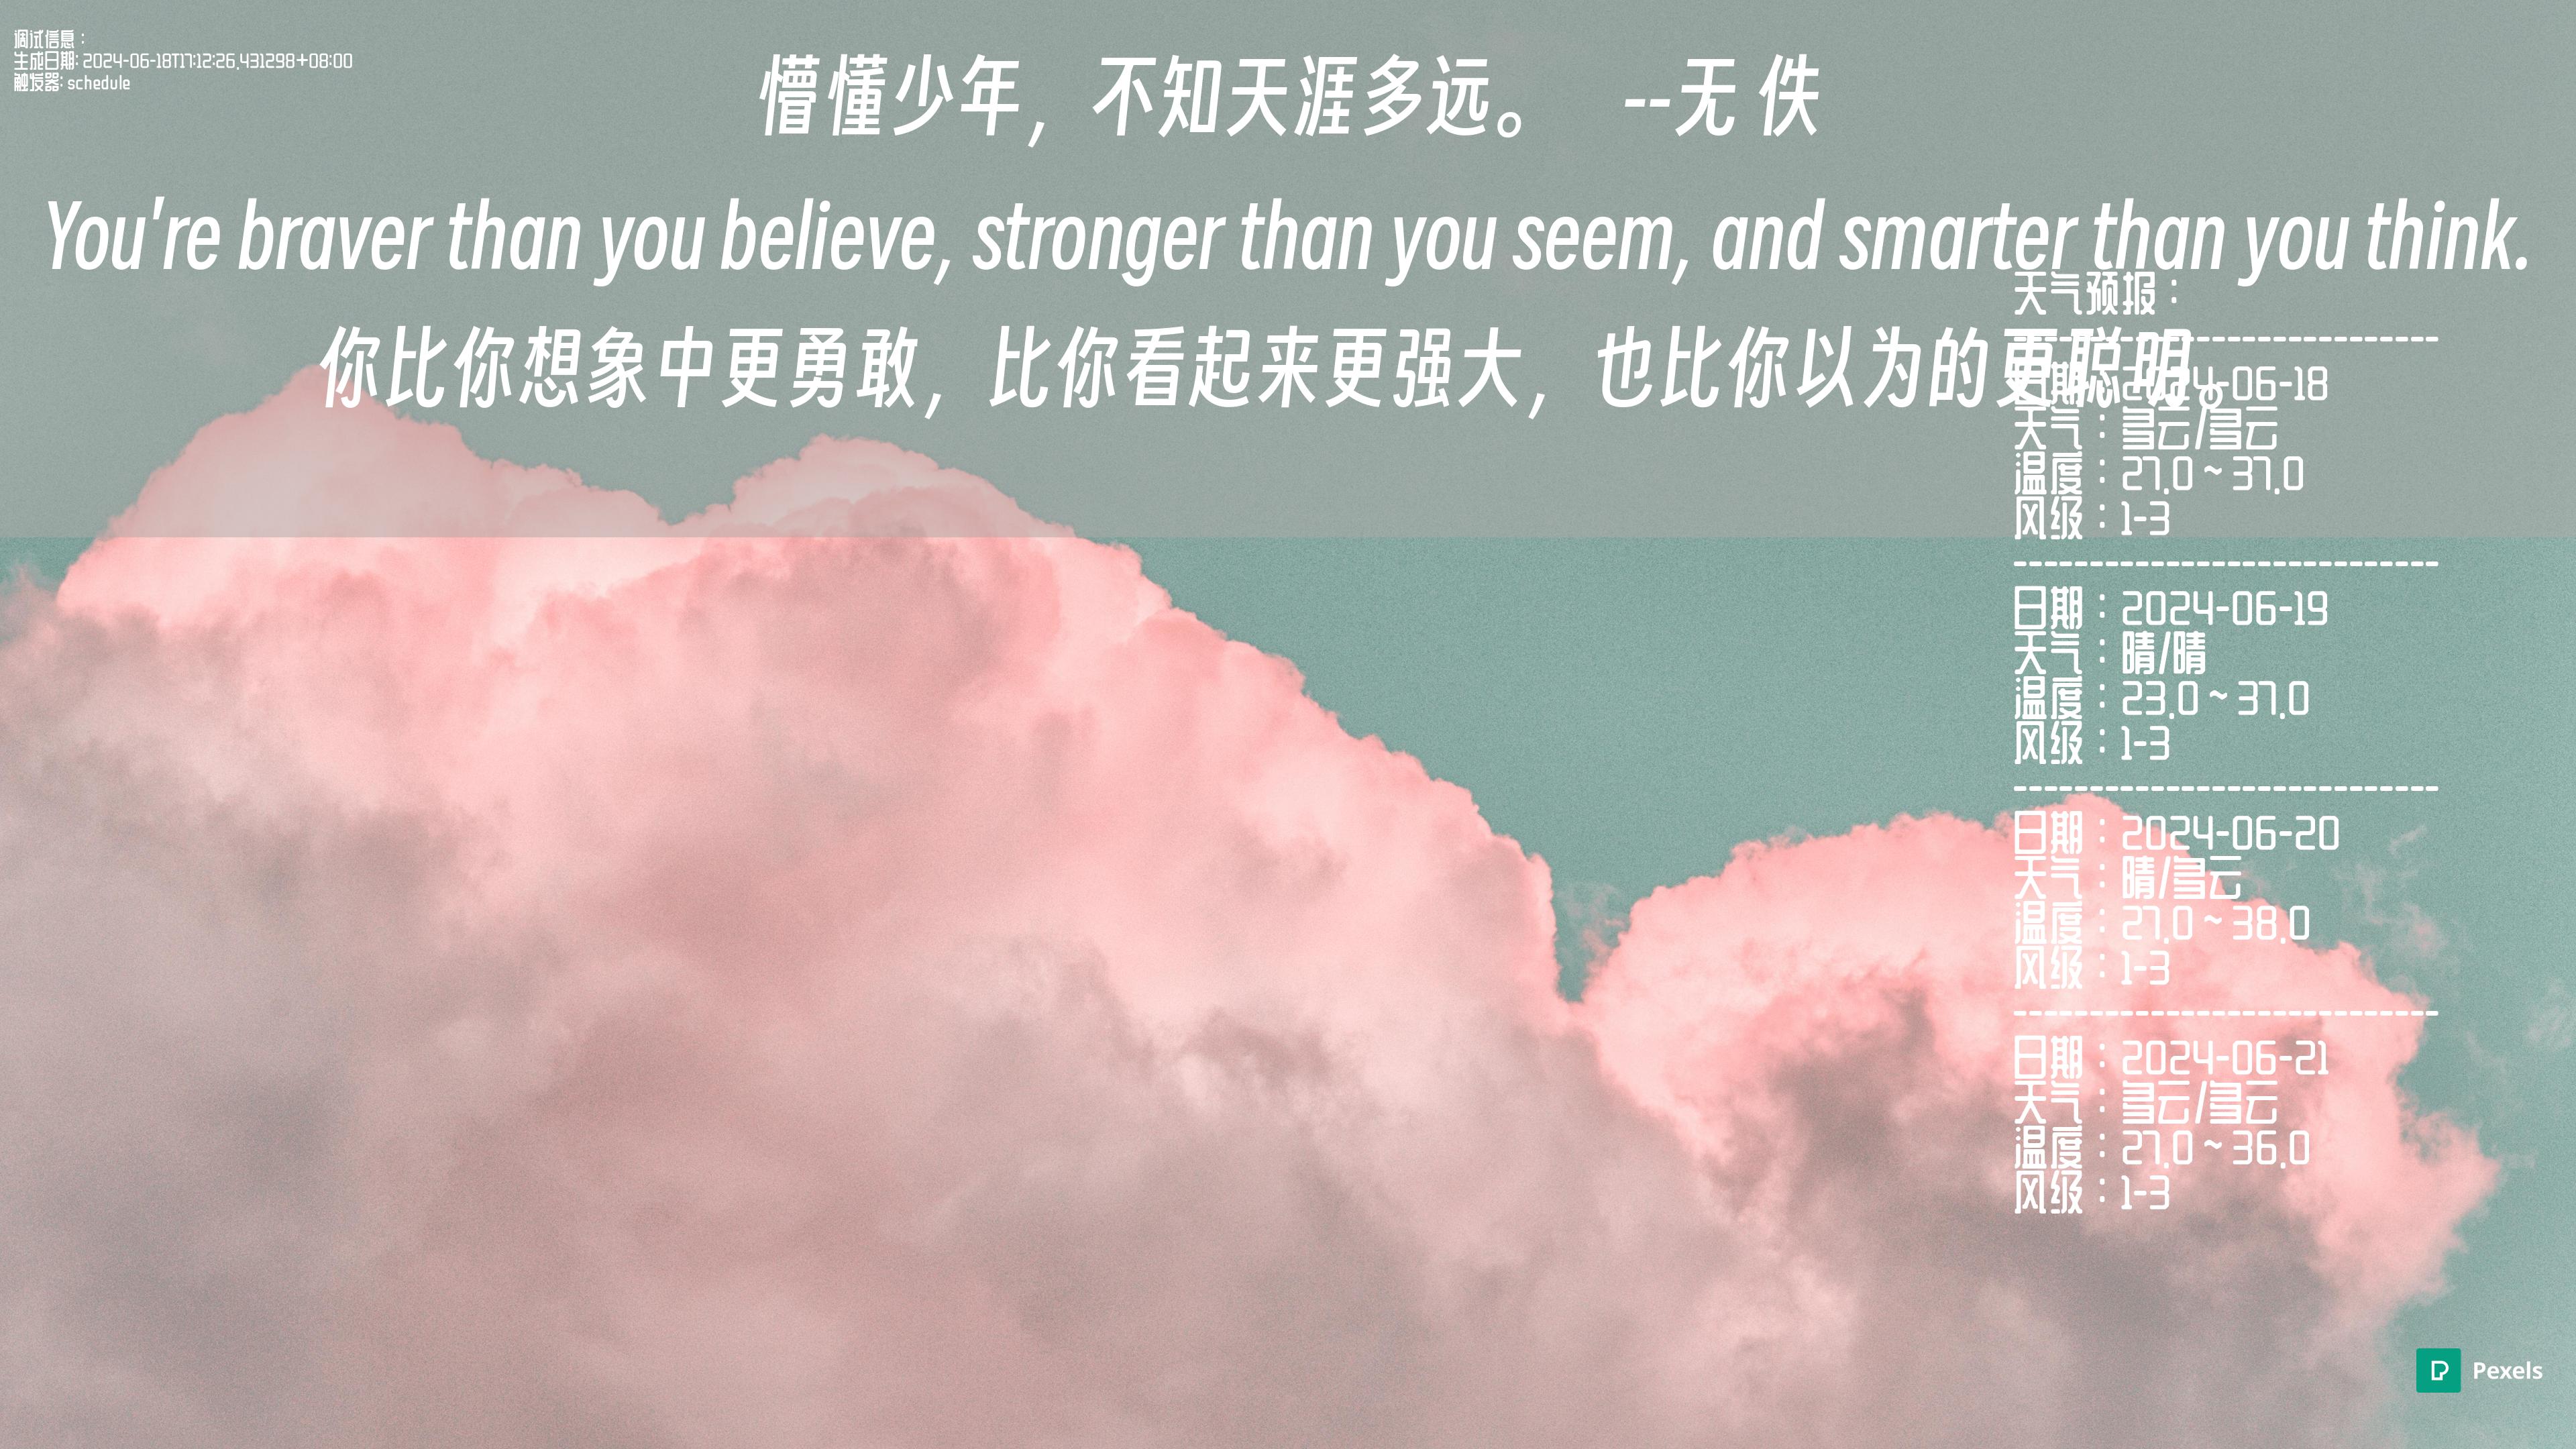 调试信息：
生成日期: 2024-06-18T17:12:26.431298+08:00
触发器: schedule
懵懂少年，不知天涯多远。 --无 佚
You're braver than you believe, stronger than you seem, and smarter than you think.
你比你想象中更勇敢，比你看起来更强大，也比你以为的更聪明。
天气预报：
----------------------------
日期：2024-06-18
天气：多云/多云
温度：27.0 ~ 37.0
风级：1-3
----------------------------
日期：2024-06-19
天气：晴/晴
温度：23.0 ~ 37.0
风级：1-3
----------------------------
日期：2024-06-20
天气：晴/多云
温度：27.0 ~ 38.0
风级：1-3
----------------------------
日期：2024-06-21
天气：多云/多云
温度：27.0 ~ 36.0
风级：1-3
Pexels